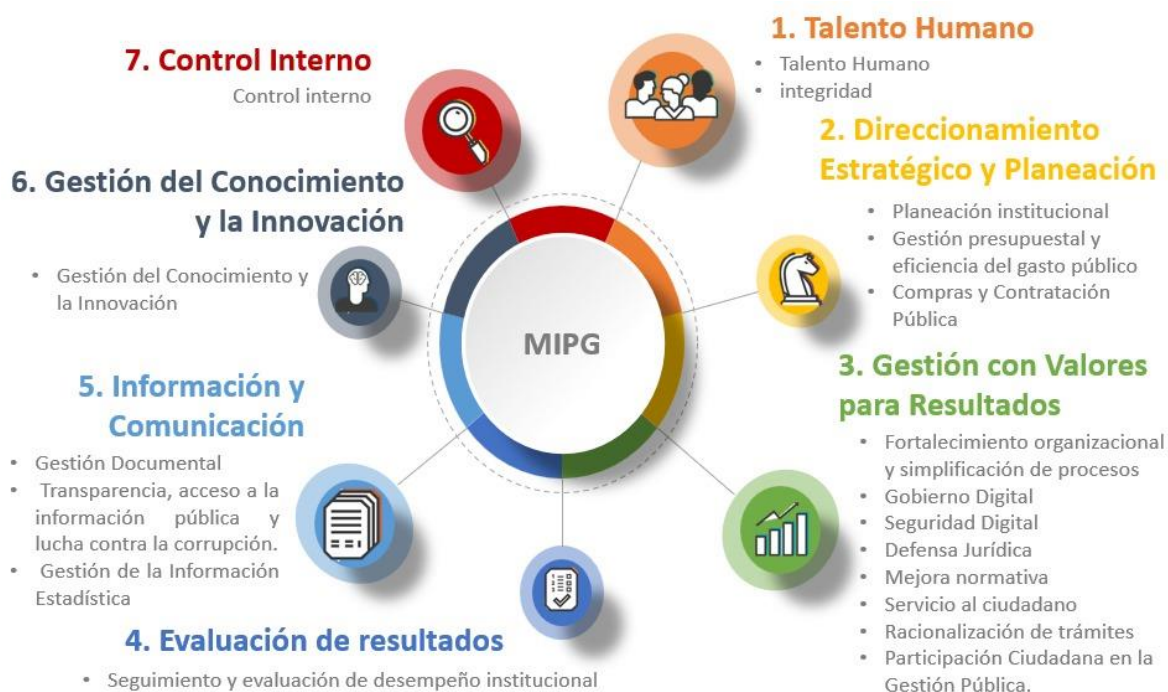 1. Talento Humano
• Talento Humano
• integridad
2. Direccionamiento
Estratégico y Planeación
• Planeación institucional
• Gestión presupuestal y
eficiencia del gasto público
• Compras y Contratación
Pública
3. Gestión con Valores
para Resultados
• Fortalecimiento organizacional
y simplificación de procesos
• Gobierno Digital
• Seguridad Digital
• Defensa Jurídica
• Mejora normativa
• Servicio al ciudadano
• Racionalización de trámites
• Participación Ciudadana en la
Gestión Pública.
4. Evaluación de resultados
• Seguimiento y evaluación de desempeño institucional
5. Información y
Comunicación
• Gestión Documental
• Transparencia, acceso a la
información pública y
lucha contra la corrupción.
• Gestión de la Información
Estadística
6. Gestión del Conocimiento
y la Innovación
• Gestión del Conocimiento y
la Innovación
7. Control Interno
Control interno
MIPG